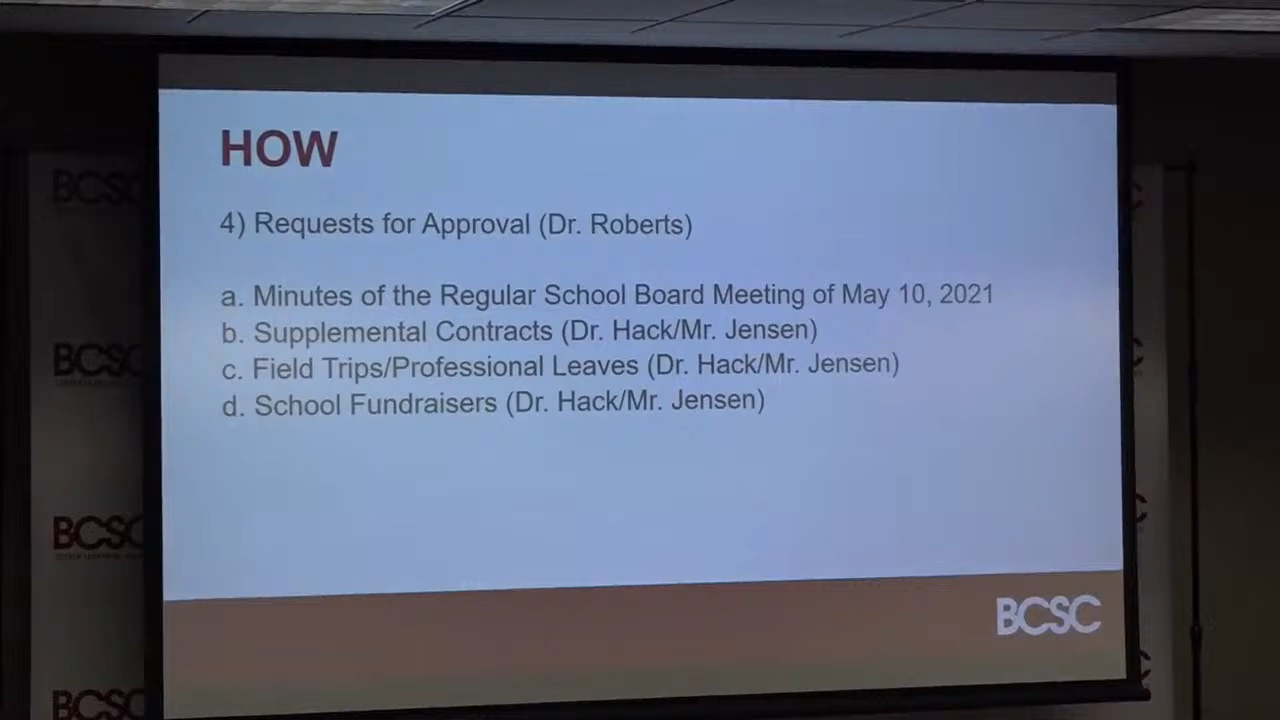 HOW
4) Requests for Approval (Dr. Roberts)
a. Minutes of the Regular School Board Meeting of May 10, 2021
b. Supplemental Contracts (Dr. Hack/Mr. Jensen)
c. Field Trips/Professional Leaves (Dr. Hack/Mr. Jensen)
d. School Fundraisers (Dr. Hack/Mr. Jensen)
BCSC
BCSC
BCSC
BCSC
BCSC